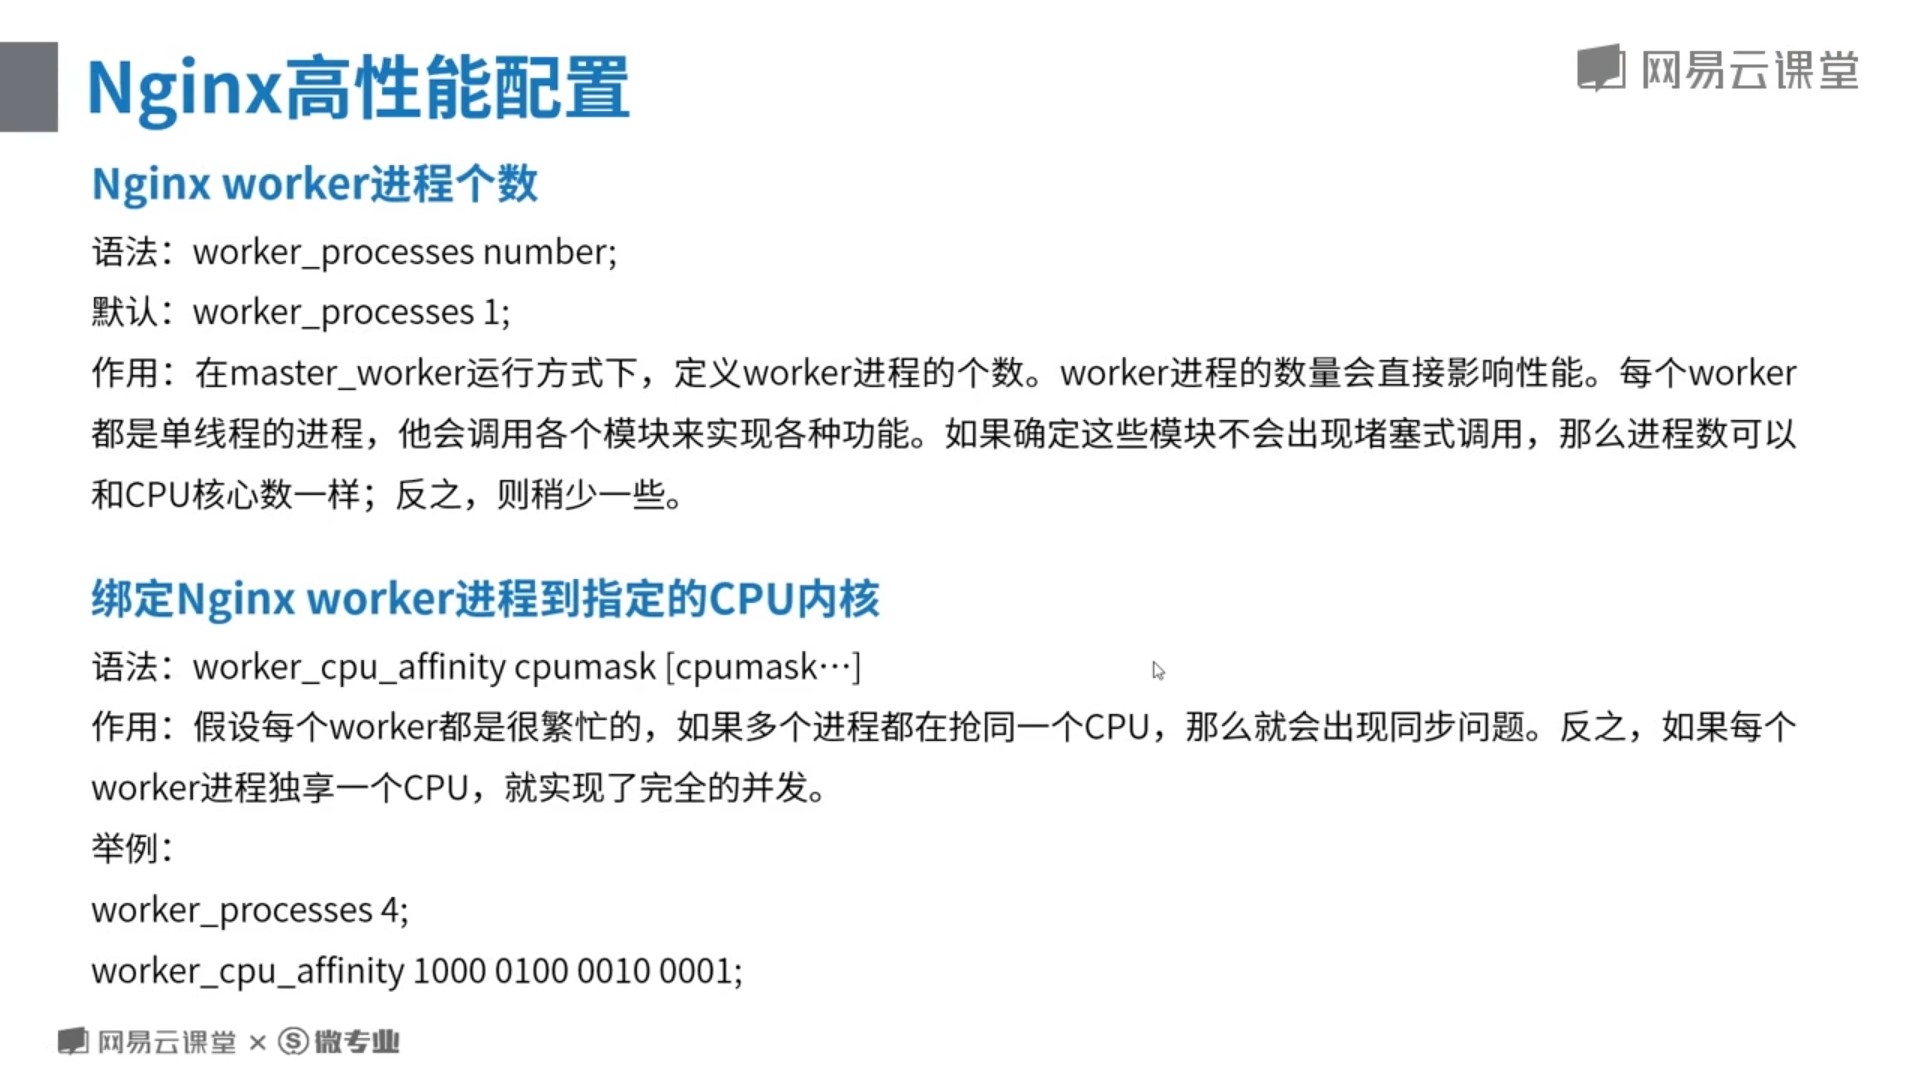 Nginx高性能配置
网易云课堂
Nginx worker进程个数
语法：worker_processes number;
默认：worker_processes 1;
作用：在master_worker运行方式下，定义worker进程的个数。worker进程的数量会直接影响性能。每个worker
都是单线程的进程，他会调用各个模块来实现各种功能。如果确定这些模块不会出现堵塞式调用，那么进程数可以
和CPU核心数一样；反之，则稍少一些。
绑定Nginx worker进程到指定的CPU内核
语法：worker_cpu_affinity cpumask [cpumask…]
作用：假设每个worker都是很繁忙的，如果多个进程都在抢同一个CPU，那么就会出现同步问题。反之，如果每个
worker进程独享一个CPU，就实现了完全的并发。
举例：
worker_processes 4;
worker_cpu_affinity 1000 0100 0010 0001;
网易云课堂 × S 微专业